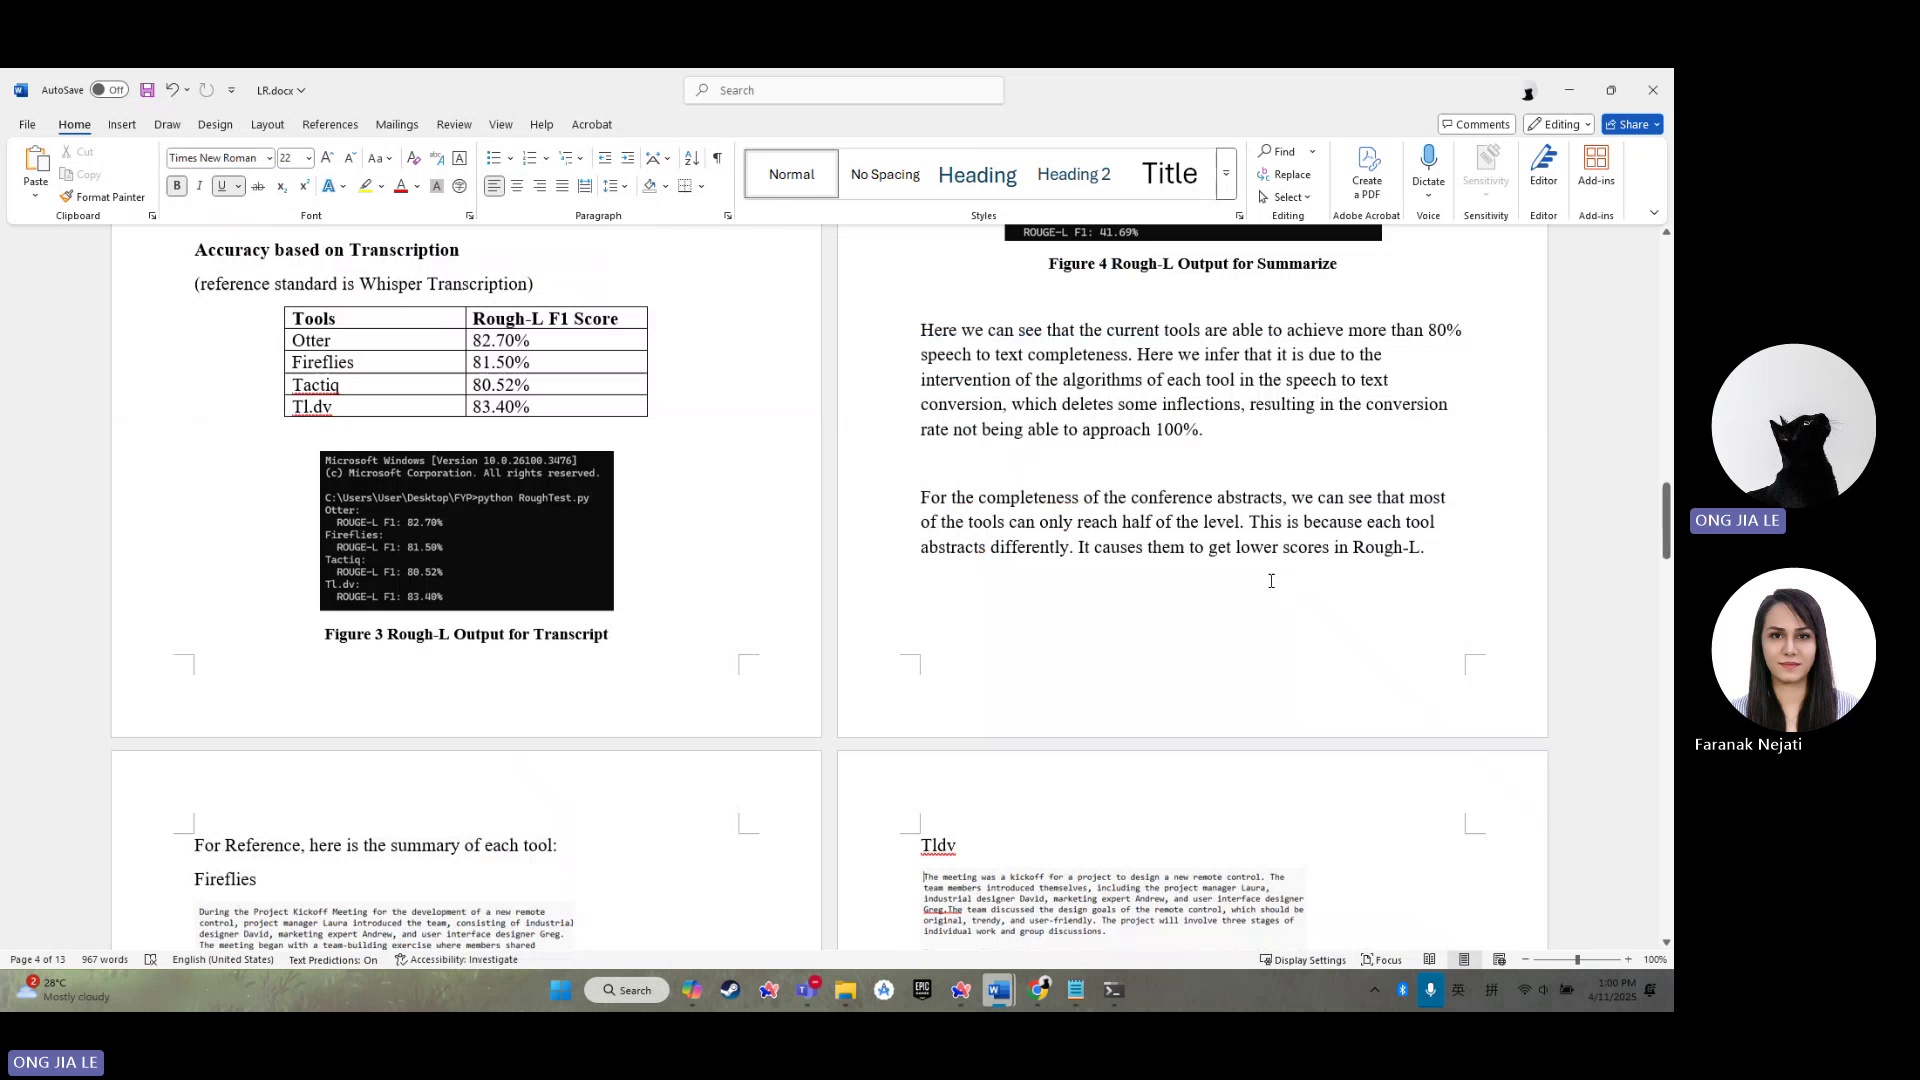 AutoSave
Off
LR.docx
Search
File
Home
Insert
Draw
Design
Layout
References
Mailings
Review
View
Help
Acrobat
Comments
Editing
Share
Paste
Cut
Copy
Format Painter
Clipboard
Times New Roman
22
Font
Paragraph
Normal
No Spacing
Heading
Heading 2
Title
Styles
Find
Replace
Select
Editing
Create
a PDF
Adobe Acrobat
Dictate
Voice
Sensitivity
Sensitivity
Editor
Editor
Add-ins
Add-ins
Accuracy based on Transcription
(reference standard is Whisper Transcription)
Tools Rough-L F1 Score
Otter 82.70%
Fireflies 81.50%
Tactiq 80.52%
Tl.dv 83.40%
Microsoft Windows [Version 10.0.26100.3476]
(c) Microsoft Corporation. All rights reserved.
C:\Users\User\Desktop\FYP>python RoughTest.py
Otter:
ROUGE-L F1: 82.70%
Fireflies:
ROUGE-L F1: 81.50%
Tactiq:
ROUGE-L F1: 80.52%
Tl.dv:
ROUGE-L F1: 83.40%
Figure 3 Rough-L Output for Transcript
ROUGE-L F1: 41.69%
Figure 4 Rough-L Output for Summarize
Here we can see that the current tools are able to achieve more than 80%
speech to text completeness. Here we infer that it is due to the
intervention of the algorithms of each tool in the speech to text
conversion, which deletes some inflections, resulting in the conversion
rate not being able to approach 100%.
For the completeness of the conference abstracts, we can see that most
of the tools can only reach half of the level. This is because each tool
abstracts differently. It causes them to get lower scores in Rough-L.
For Reference, here is the summary of each tool:
Fireflies
During the Project Kickoff Meeting for the development of a new remote
control, project manager Laura introduced the team, consisting of industrial
designer David, marketing expert Andrew, and user interface designer Greg.
The meeting began with a team-building exercise where members shared
Tldv
The meeting was a kickoff for a project to design a new remote control. The
team members introduced themselves, including the project manager Laura,
industrial designer David, marketing expert Andrew, and user interface designer
Greg.The team discussed the design goals of the remote control, which should be
original, trendy, and user-friendly. The project will involve three stages of
individual work and group discussions.
Page 4 of 13
967 words
English (United States)
Text Predictions: On
Accessibility: Investigate
Display Settings
Focus
100%
2
28°C
Mostly cloudy
Search
EPIC
GAMES
英
拼
1:00 PM
4/11/2025
ONG JIA LE
Faranak Nejati
ONG JIA LE